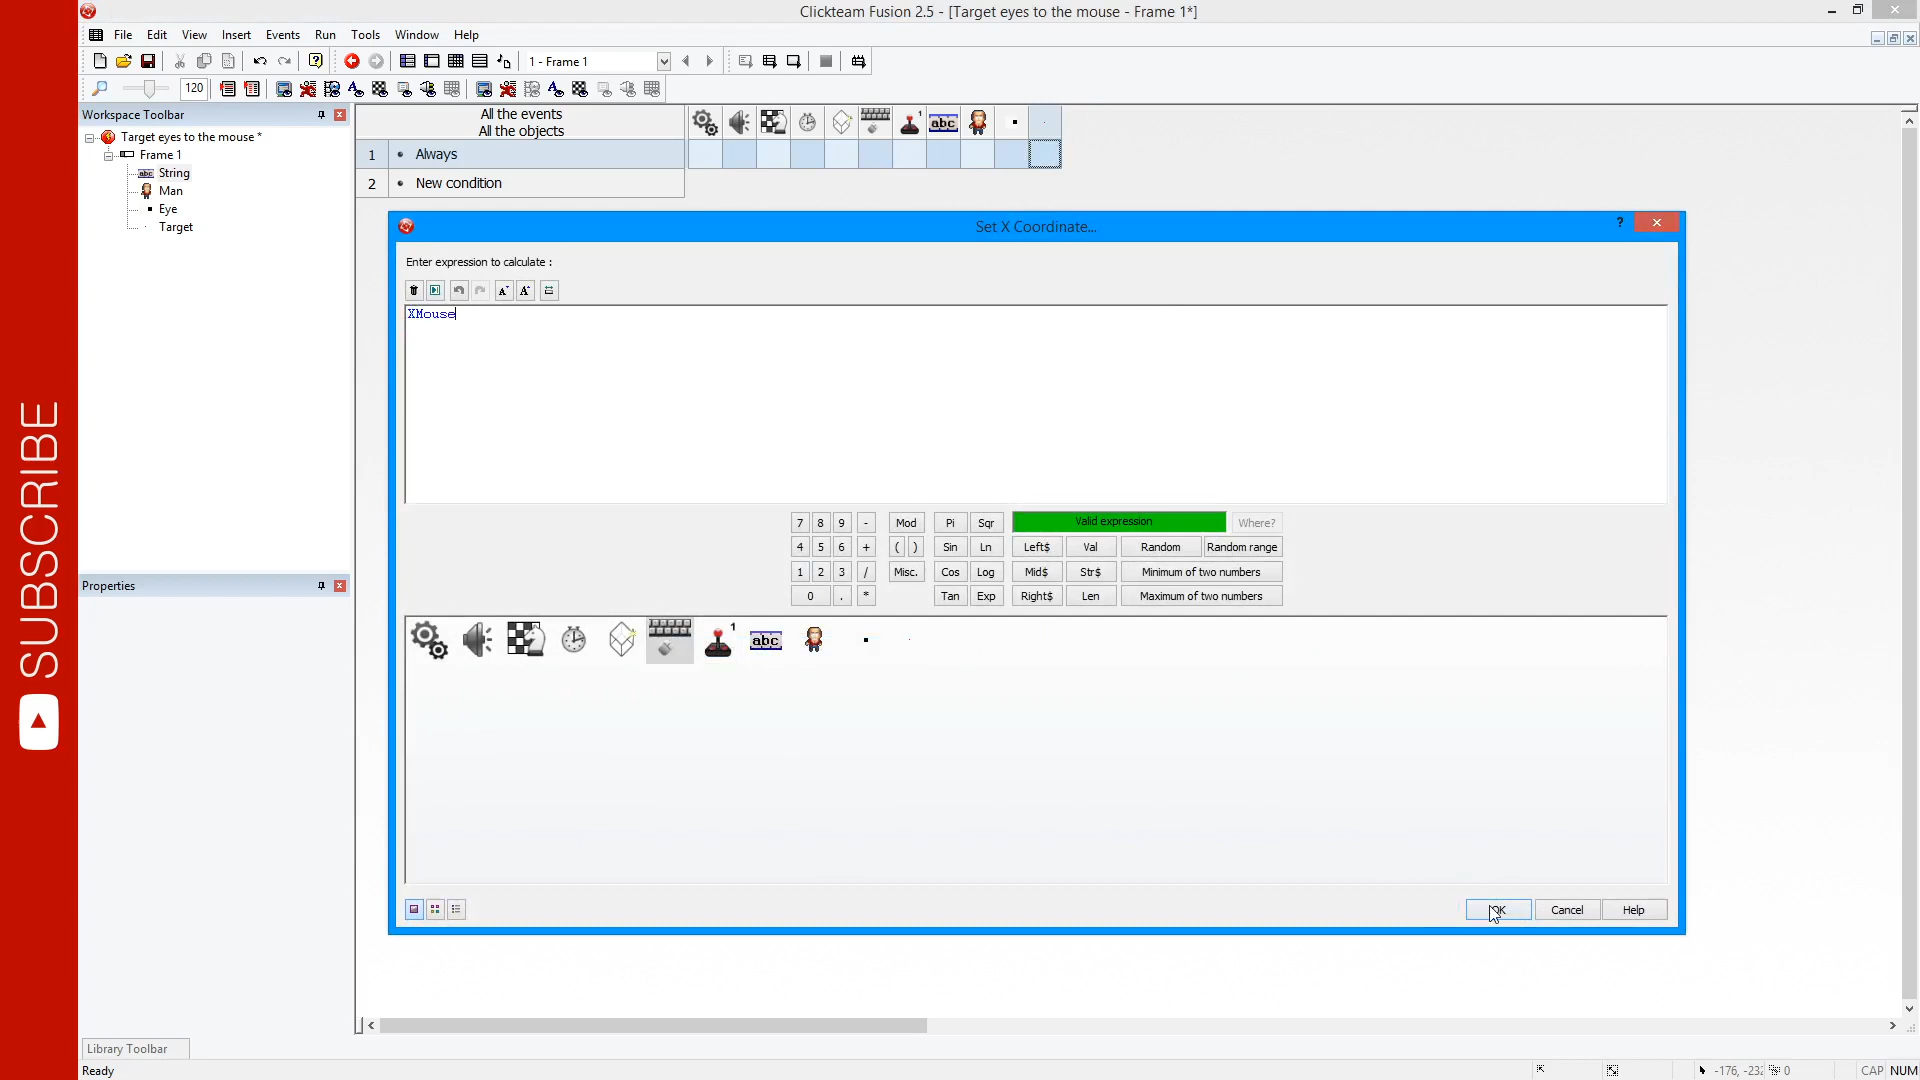 Clickteam Fusion 2.5 - [Target eyes to the mouse - Frame 1*]
File Edit View Insert Events Run Tools Window Help
1 - Frame 1
120
Workspace Toolbar
Target eyes to the mouse *
Frame 1
String
Man
Eye
Target
All the events
All the objects
1 • Always
2 • New condition
abc
Set X Coordinate...
Enter expression to calculate :
XMouse
7 8 9 - Mod Pi Sqr Valid expression Where?
4 5 6 + ( ) Sin Ln Left$ Val Random Random range
1 2 3 / Misc. Cos Log Mid$ Str$ Minimum of two numbers
0 . * Tan Exp Right$ Len Maximum of two numbers
1
abc
OK Cancel Help
Properties
Library Toolbar
Ready
CAP NUM
SUBSCRIBE